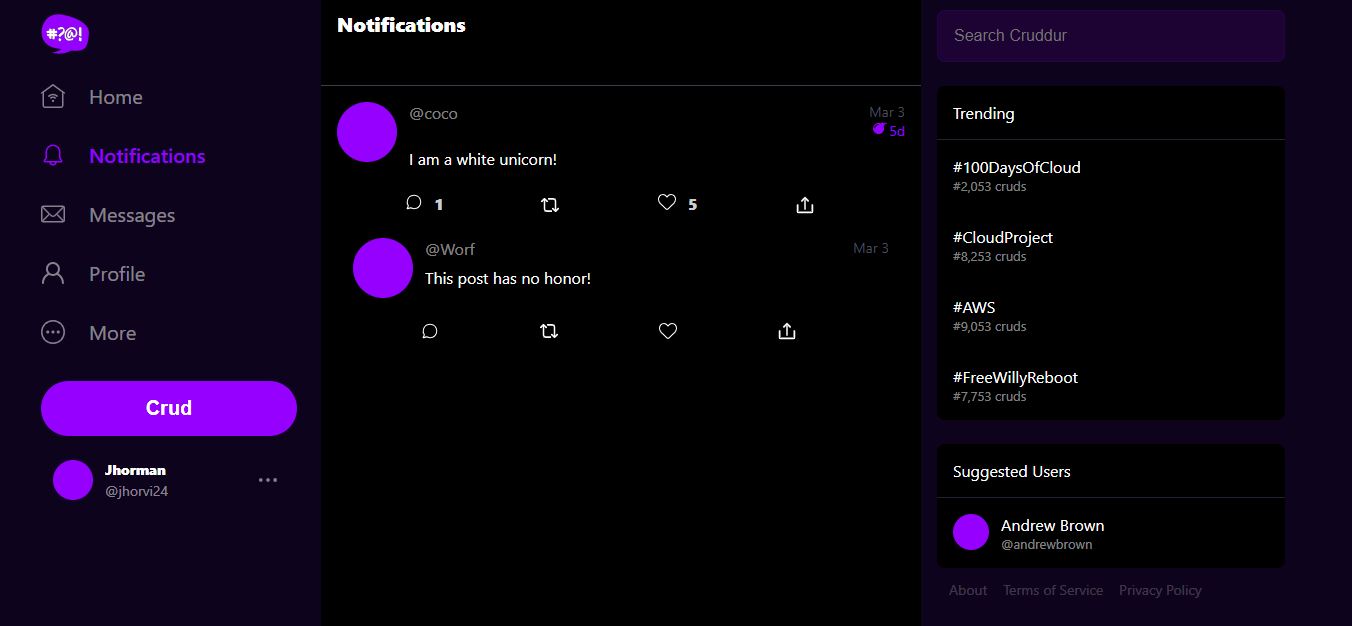 #?@!
Home
Notifications
Messages
Profile
More
Crud
Jhorman
@jhorvi24
Notifications
@coco
Mar 3
5d
I am a white unicorn!
1
5
@Worf
Mar 3
This post has no honor!
Search Cruddur
Trending
#100DaysOfCloud
#2,053 cruds
#CloudProject
#8,253 cruds
#AWS
#9,053 cruds
#FreeWillyReboot
#7,753 cruds
Suggested Users
Andrew Brown
@andrewbrown
About Terms of Service Privacy Policy